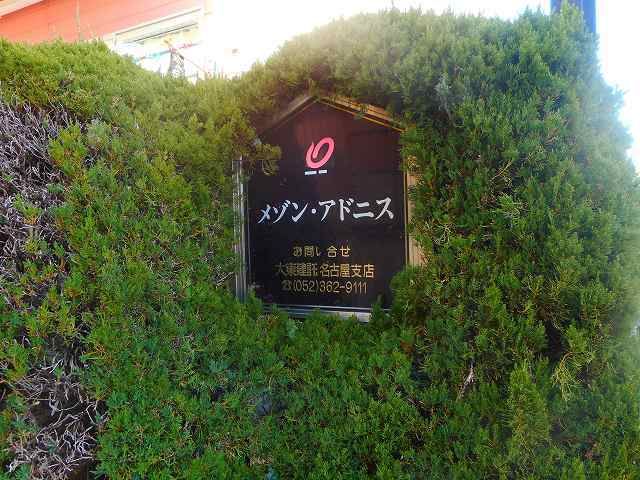 メゾン・アドニス
お問い合せ
大東建託 名古屋支店
☎(052)362-9111